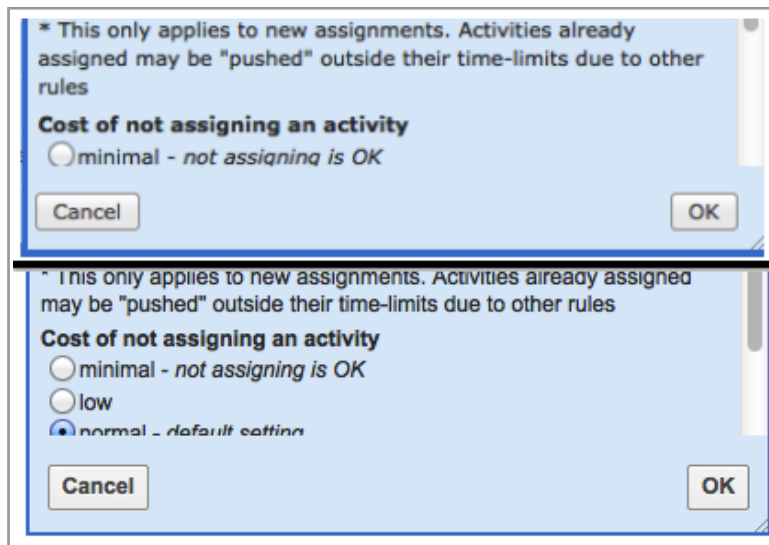 * This only applies to new assignments. Activities already
assigned may be "pushed" outside their time-limits due to other
rules
Cost of not assigning an activity
minimal - not assigning is OK
Cancel
OK
* This only applies to new assignments. Activities already assigned
may be "pushed" outside their time-limits due to other rules
Cost of not assigning an activity
minimal - not assigning is OK
low
normal - default setting
Cancel
OK